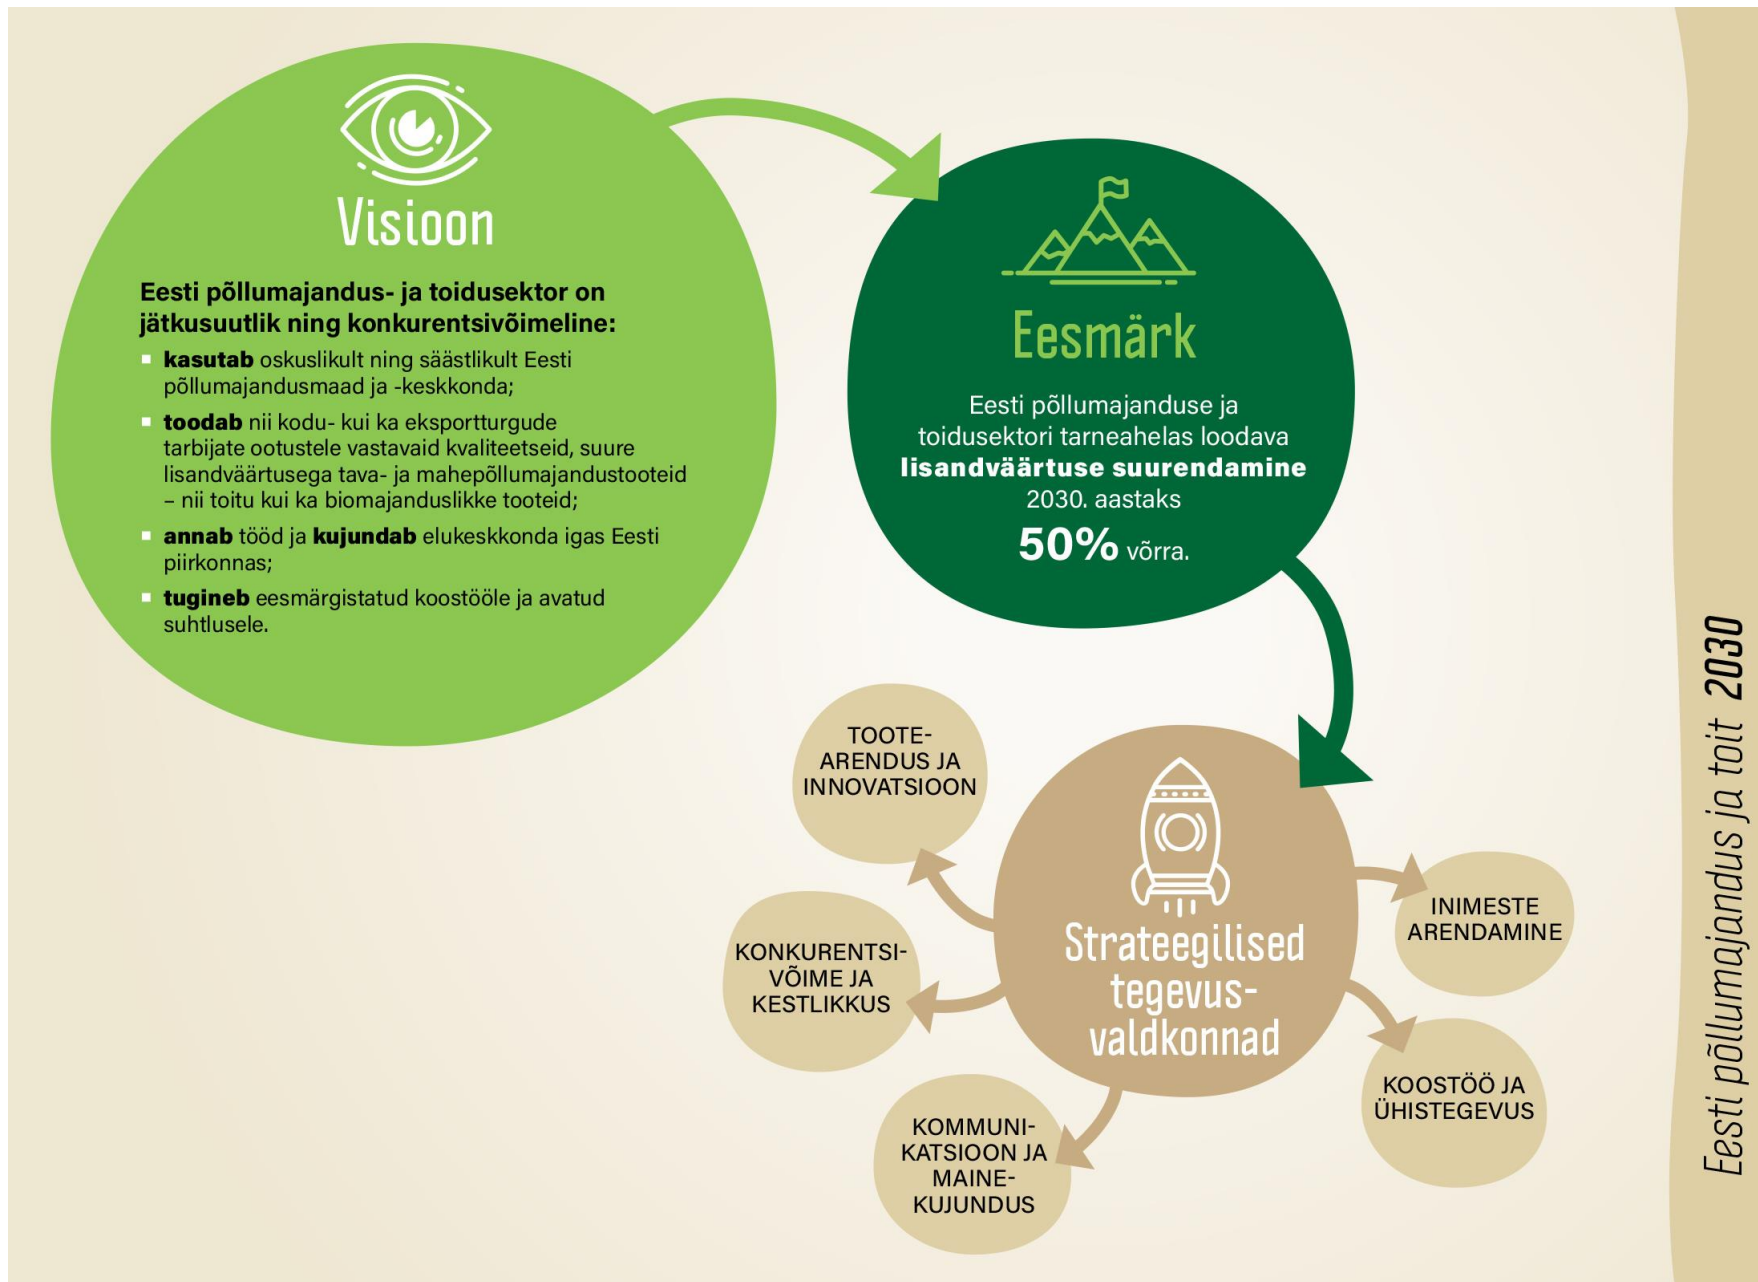 Visioon
Eesti põllumajandus- ja toidusektor on
jätkusuutlik ning konkurentsivõimeline:
kasutab oskuslikult ning säästlikult Eesti
põllumajandusmaad ja -keskkonda;
toodab nii kodu- kui ka eksportturgude
tarbijate ootustele vastavaid kvaliteetseid, suure
lisandväärtusega tava- ja mahepõllumajandustooteid
– nii toitu kui ka biomajanduslikke tooteid;
annab tööd ja kujundab elukeskkonda igas Eesti
piirkonnas;
tugineb eesmärgistatud koostööle ja avatud
suhtlusele.
Eesmärk
Eesti põllumajanduse ja
toidusektori tarneahelas loodava
lisandväärtuse suurendamine
2030. aastaks
50% võrra.
Strateegilised
tegevus-
valdkonnad
TOOTE-
ARENDUS JA
INNOVATSIOON
KONKURENTSI-
VÕIME JA
KESTLIKKUS
KOMMUNI-
KATSIOON JA
MAINE-
KUJUNDUS
INIMESTE
ARENDAMINE
KOOSTÖÖ JA
ÜHISTEGEVUS
Eesti põllumajandus ja toit 2030